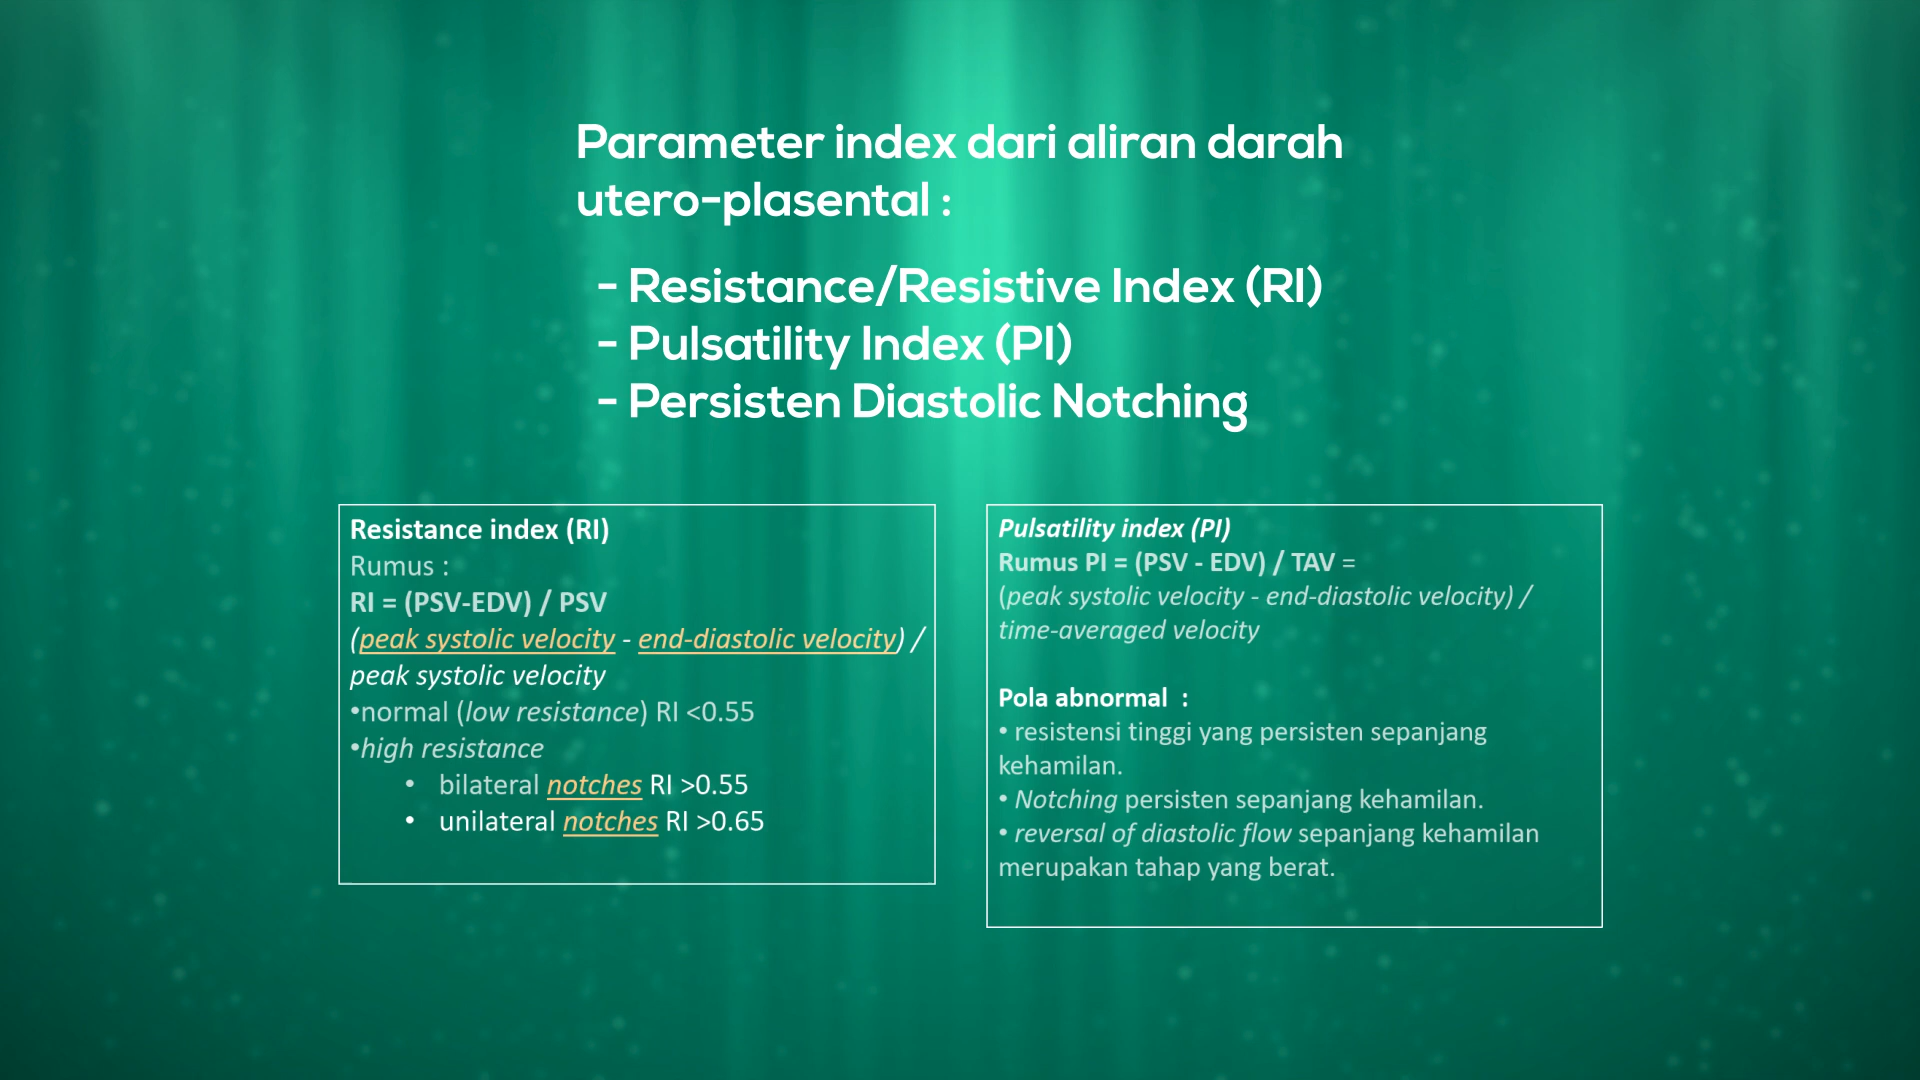 Parameter index dari aliran darah
utero-plasental :
- Resistance/Resistive Index (RI)
- Pulsatility Index (PI)
- Persisten Diastolic Notching
Resistance index (RI)
Rumus :
RI = (PSV-EDV) / PSV
(peak systolic velocity - end-diastolic velocity) /
peak systolic velocity
•normal (low resistance) RI <0.55
•high resistance
• bilateral notches RI >0.55
• unilateral notches RI >0.65
Pulsatility index (PI)
Rumus PI = (PSV - EDV) / TAV =
(peak systolic velocity - end-diastolic velocity) /
time-averaged velocity
Pola abnormal :
• resistensi tinggi yang persisten sepanjang
kehamilan.
• Notching persisten sepanjang kehamilan.
• reversal of diastolic flow sepanjang kehamilan
merupakan tahap yang berat.